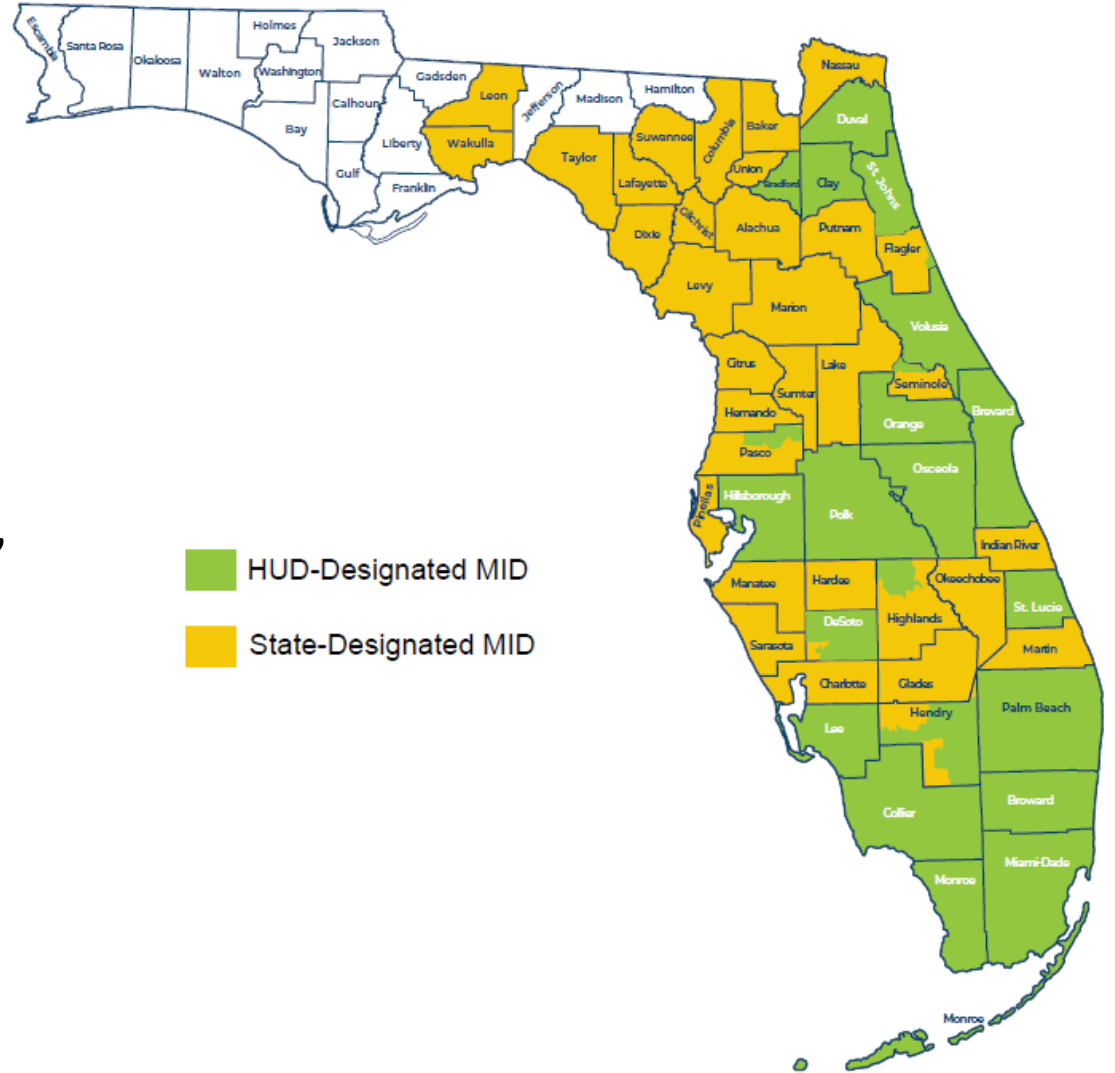 Escambia
Santa Rosa
Okaloosa
Walton
Holmes
Washington
Jackson
Bay
Calhoun
Gulf
Liberty
Gadsden
Franklin
Leon
Wakulla
Jefferson
Madison
Hamilton
Taylor
Suwannee
Lafayette
Columbia
Baker
Union
Bradford
Nassau
Duval
Clay
St Johns
Dixie
Gilchrist
Alachua
Putnam
Flagler
Levy
Marion
Volusia
Citrus
Sumter
Lake
Seminole
Hernando
Orange
Brevard
Pasco
Osceola
Pinellas
Hillsborough
Polk
,
HUD-Designated MID
State-Designated MID
Indian River
Manatee
Hardee
Okeechobee
Highlands
St. Lucie
DeSoto
Sarasota
Martin
Charlotte
Glades
Hendry
Palm Beach
Lee
Collier
Broward
Miami-Dade
Monroe
Monroe